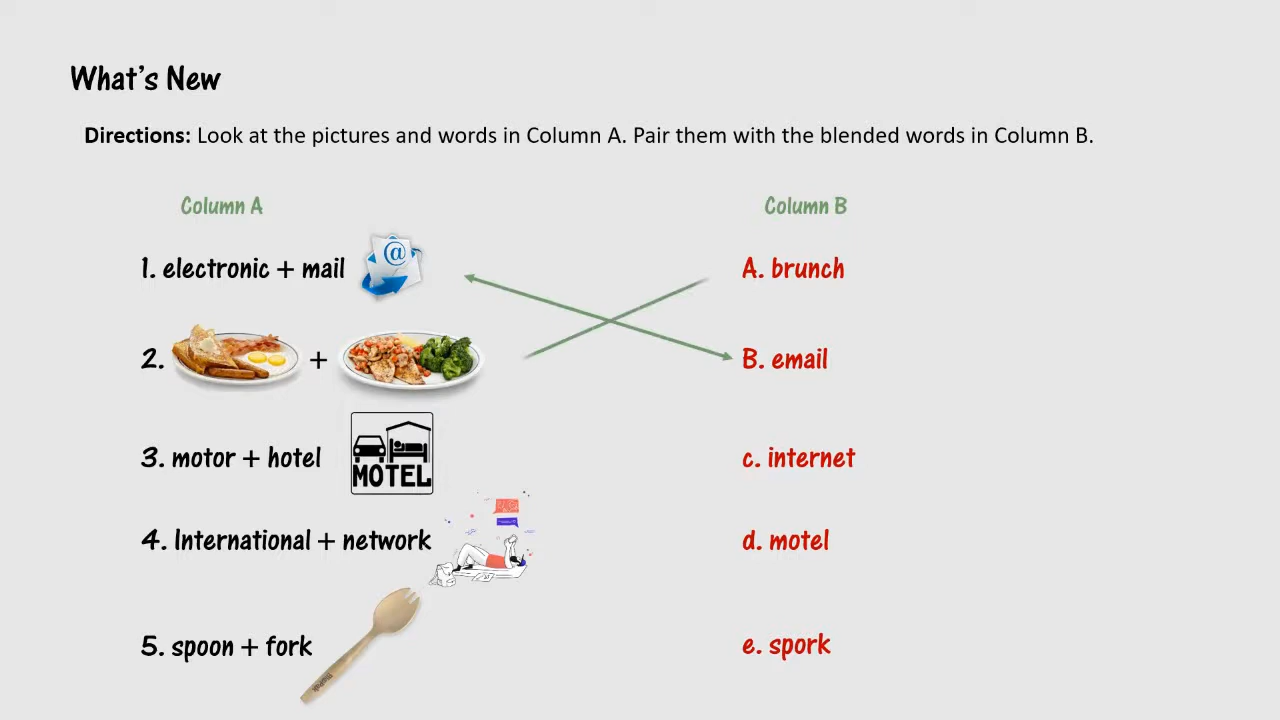 What's New
Directions: Look at the pictures and words in Column A. Pair them with the blended words in Column B.
Column A
Column B
1. electronic + mail
@
A. brunch
2. +
B. email
3. motor + hotel
MOTEL
c. internet
4. International + network
d. motel
5. spoon + fork
e. spork